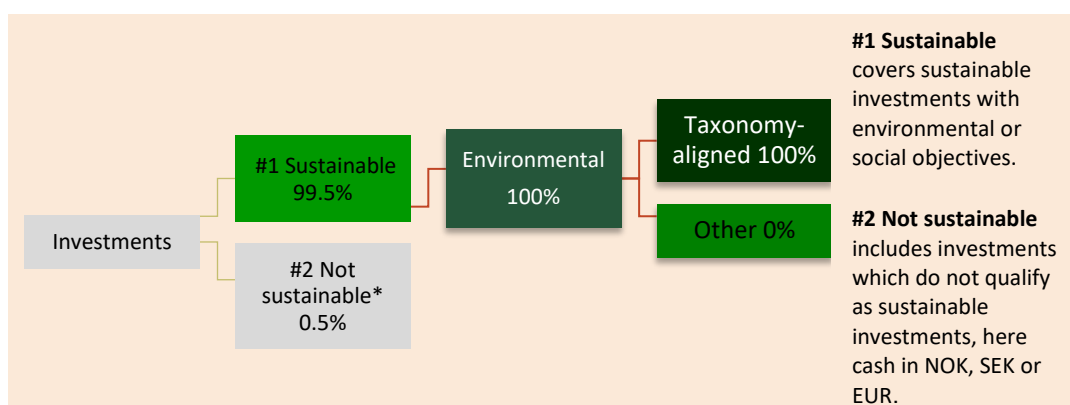 Investments
#1 Sustainable
99.5%
#2 Not
sustainable*
0.5%
Environmental
100%
Taxonomy-
aligned 100%
Other 0%
#1 Sustainable
covers sustainable
investments with
environmental or
social objectives.
#2 Not sustainable
includes investments
which do not qualify
as sustainable
investments, here
cash in NOK, SEK or
EUR.